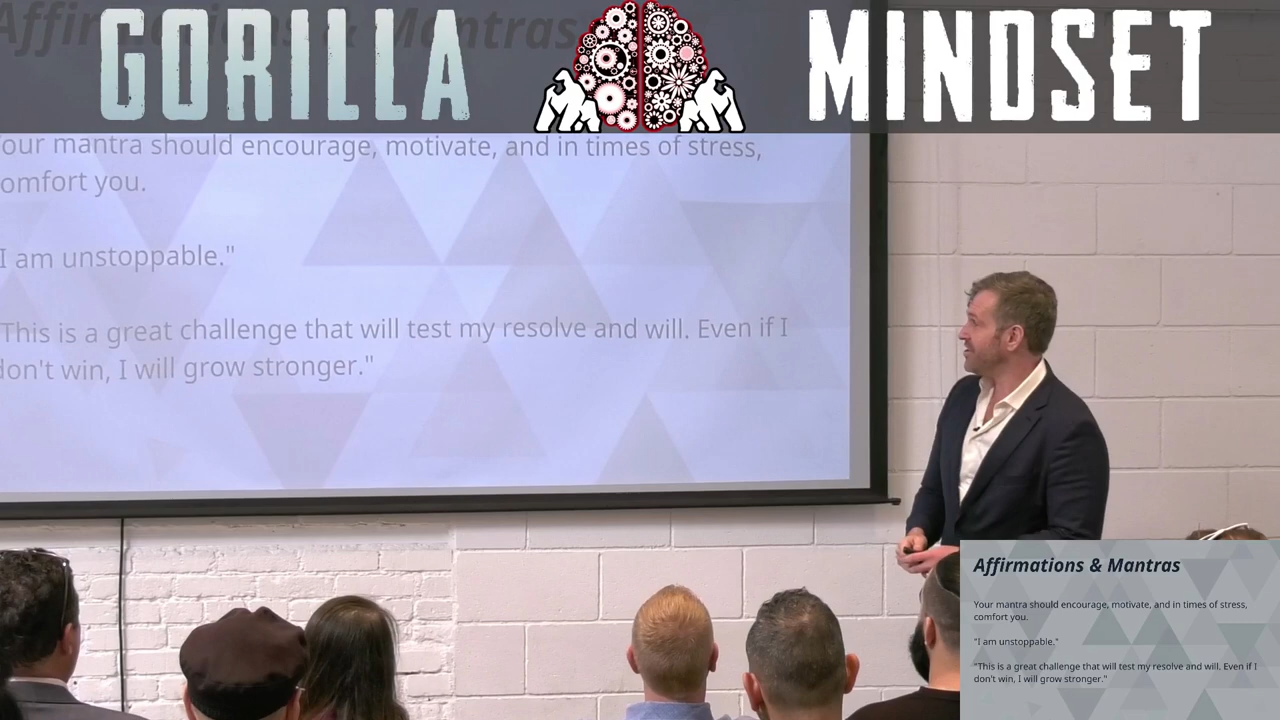 Affirmations & Mantras
GORILLA MINDSET
our mantra should encourage, motivate, and in times of stress,
omfort you.
I am unstoppable."
This is a great challenge that will test my resolve and will. Even if I
don't win, I will grow stronger."
Affirmations & Mantras
Your mantra should encourage, motivate, and in times of stress,
comfort you.
"I am unstoppable."
"This is a great challenge that will test my resolve and will. Even if I
don't win, I will grow stronger."